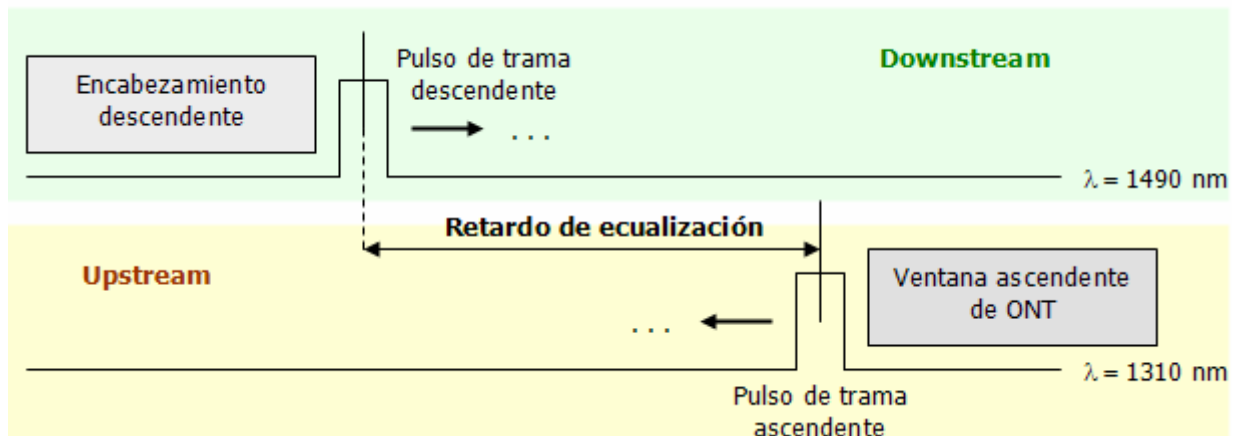 Encabezamiento
descendente
Pulso de trama
descendente
. . .
Downstream
λ = 1490 nm
Retardo de ecualización
Upstream
. . .
Ventana ascendente
de ONT
λ = 1310 nm
Pulso de trama
ascendente